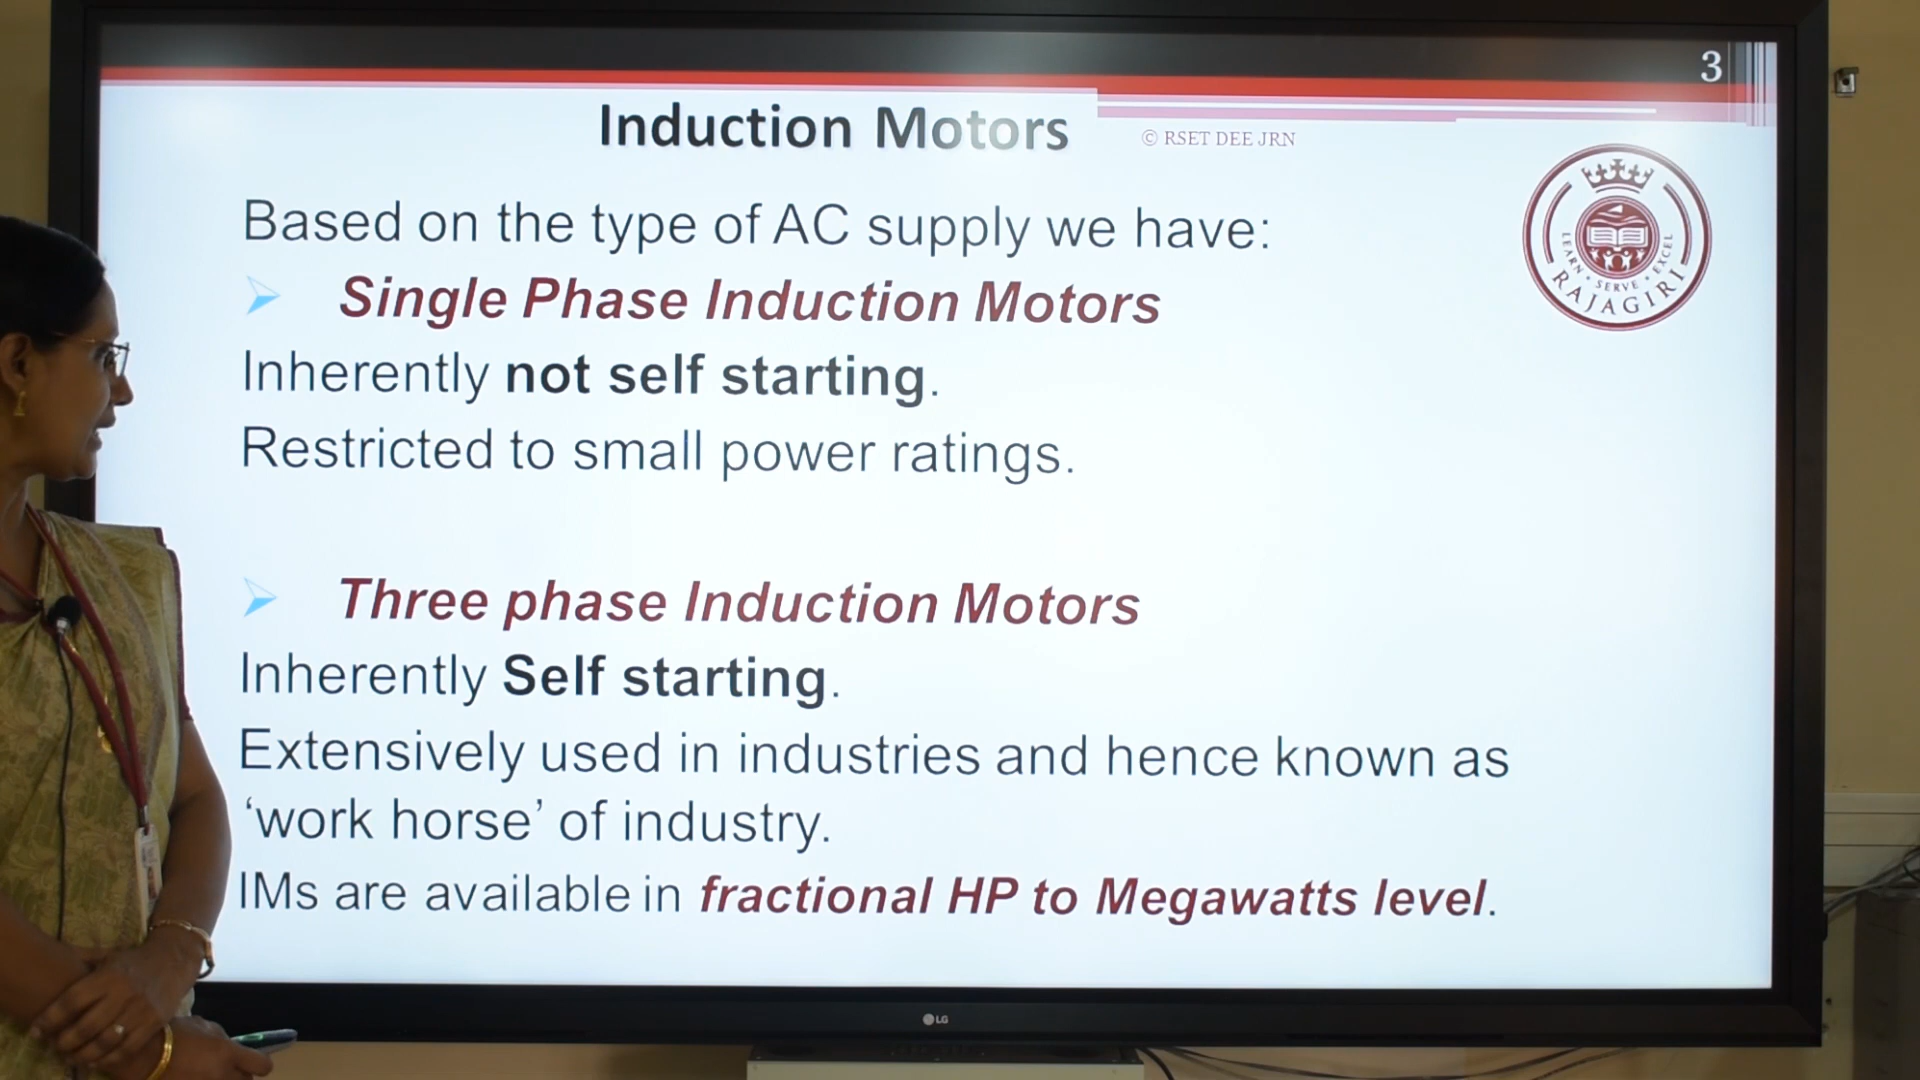 3
Induction Motors
© RSET DEE JRN
Based on the type of AC supply we have:
Single Phase Induction Motors
Inherently not self starting.
Restricted to small power ratings.
Three phase Induction Motors
Inherently Self starting.
Extensively used in industries and hence known as
‘work horse’ of industry.
IMs are available in fractional HP to Megawatts level.
LEARN • SERVE • EXCEL
RAJAGIRI
LG